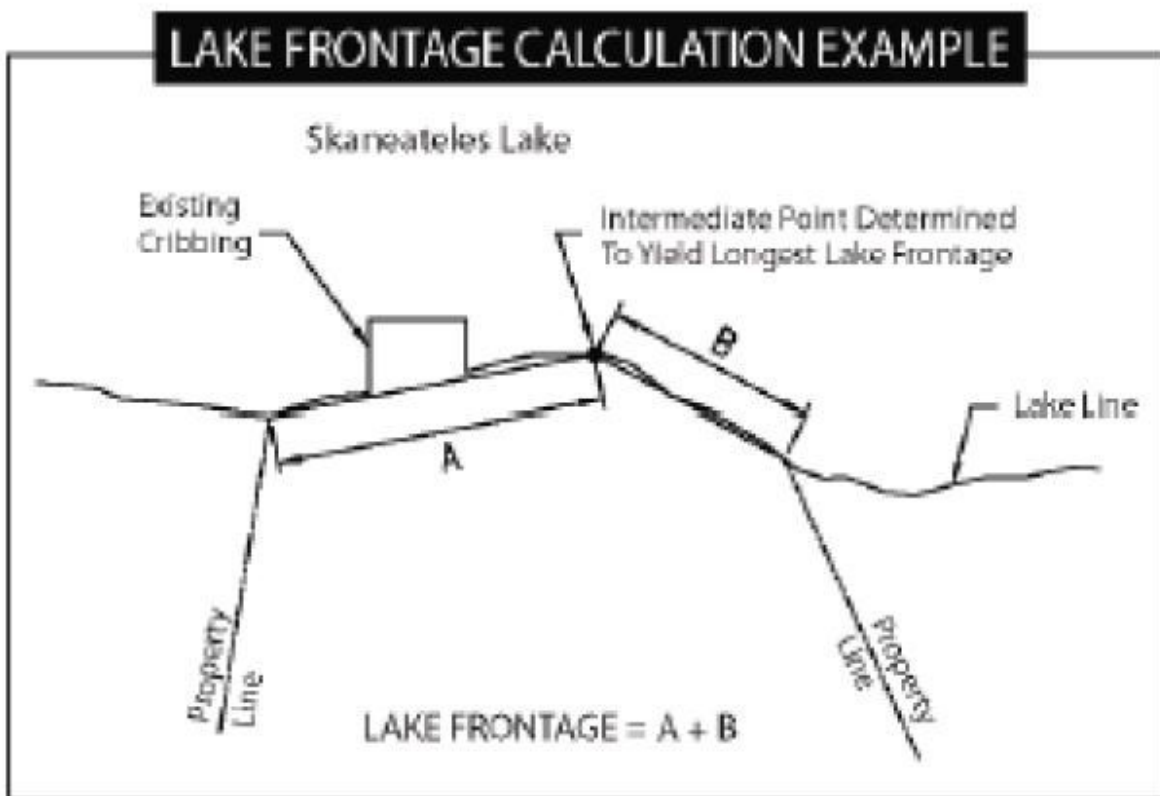 LAKE FRONTAGE CALCULATION EXAMPLE
Skaneateles Lake
Existing
Cribbing
Intermediate Point Determined
To Yield Longest Lake Frontage
B
A
Lake Line
Property
Line
Property
Line
LAKE FRONTAGE = A + B